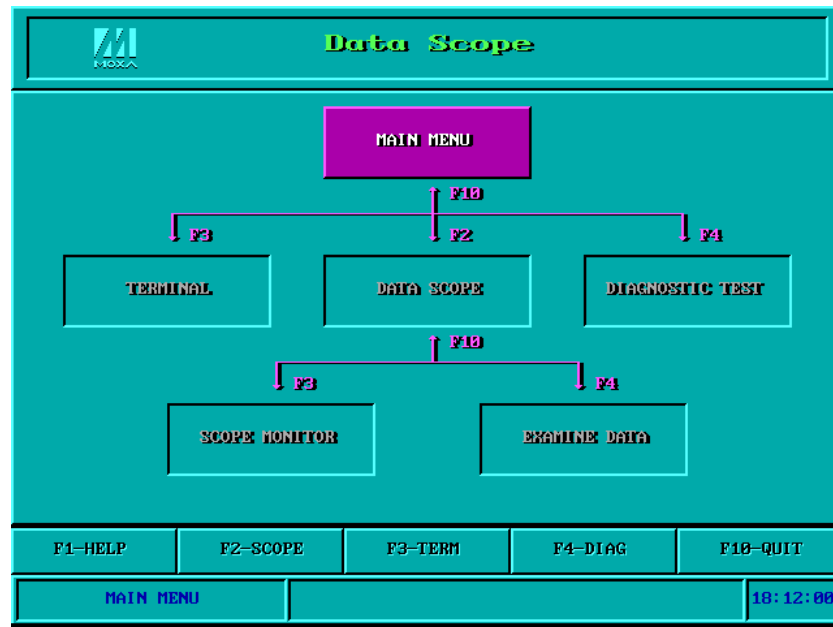 MOXA
Data Scope
MAIN MENU
F10
F3
F2
F4
TERMINAL
DATA SCOPE
DIAGNOSTIC TEST
F10
F3
F4
SCOPE MONITOR
EXAMINE DATA
F1-HELP
F2-SCOPE
F3-TERM
F4-DIAG
F10-QUIT
MAIN MENU
18:12:00